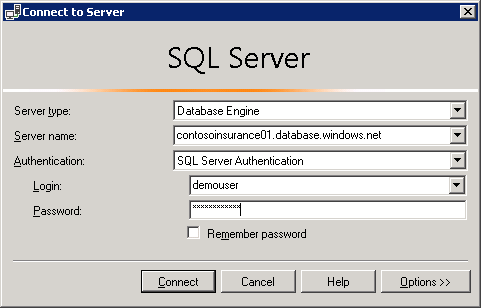 Connect to Server
SQL Server
Server type: Database Engine
Server name: contosoinsurance01.database.windows.net
Authentication: SQL Server Authentication
Login: demouser
Password: ************
Remember password
Connect Cancel Help Options >>